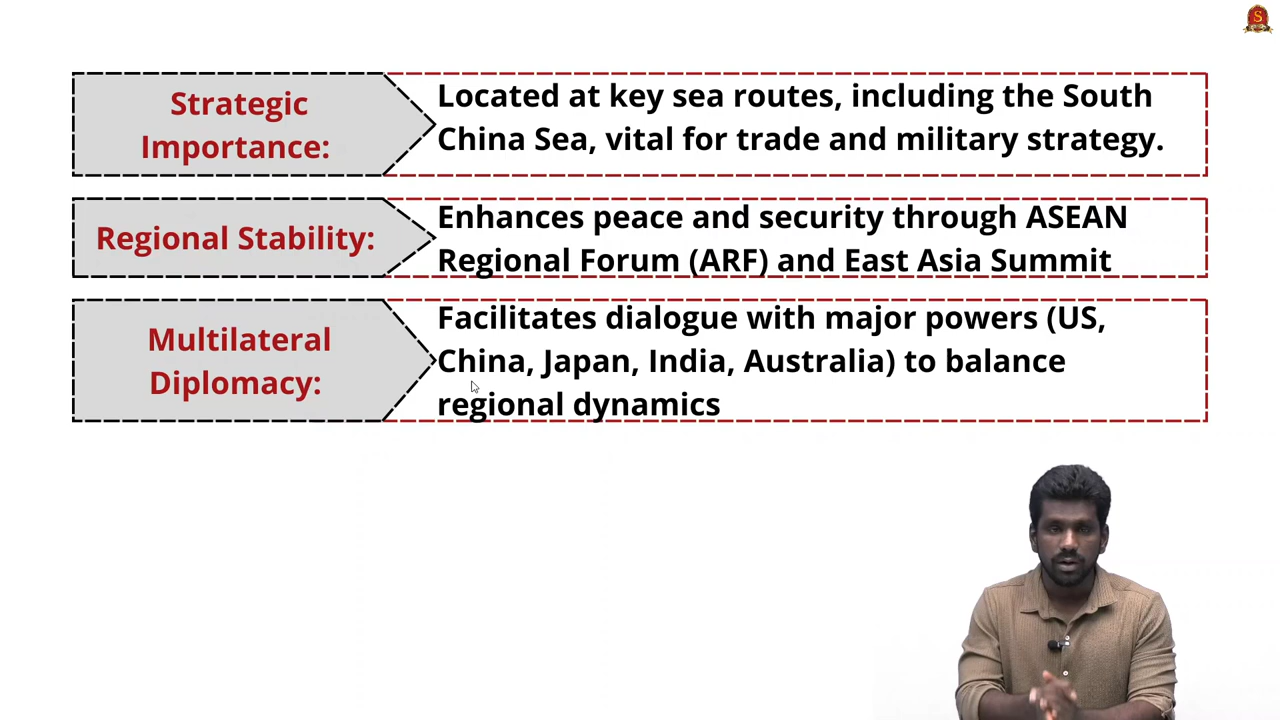 Strategic
Importance:
Located at key sea routes, including the South
China Sea, vital for trade and military strategy.
Regional Stability:
Enhances peace and security through ASEAN
Regional Forum (ARF) and East Asia Summit
Multilateral
Diplomacy:
Facilitates dialogue with major powers (US,
China, Japan, India, Australia) to balance
regional dynamics
S